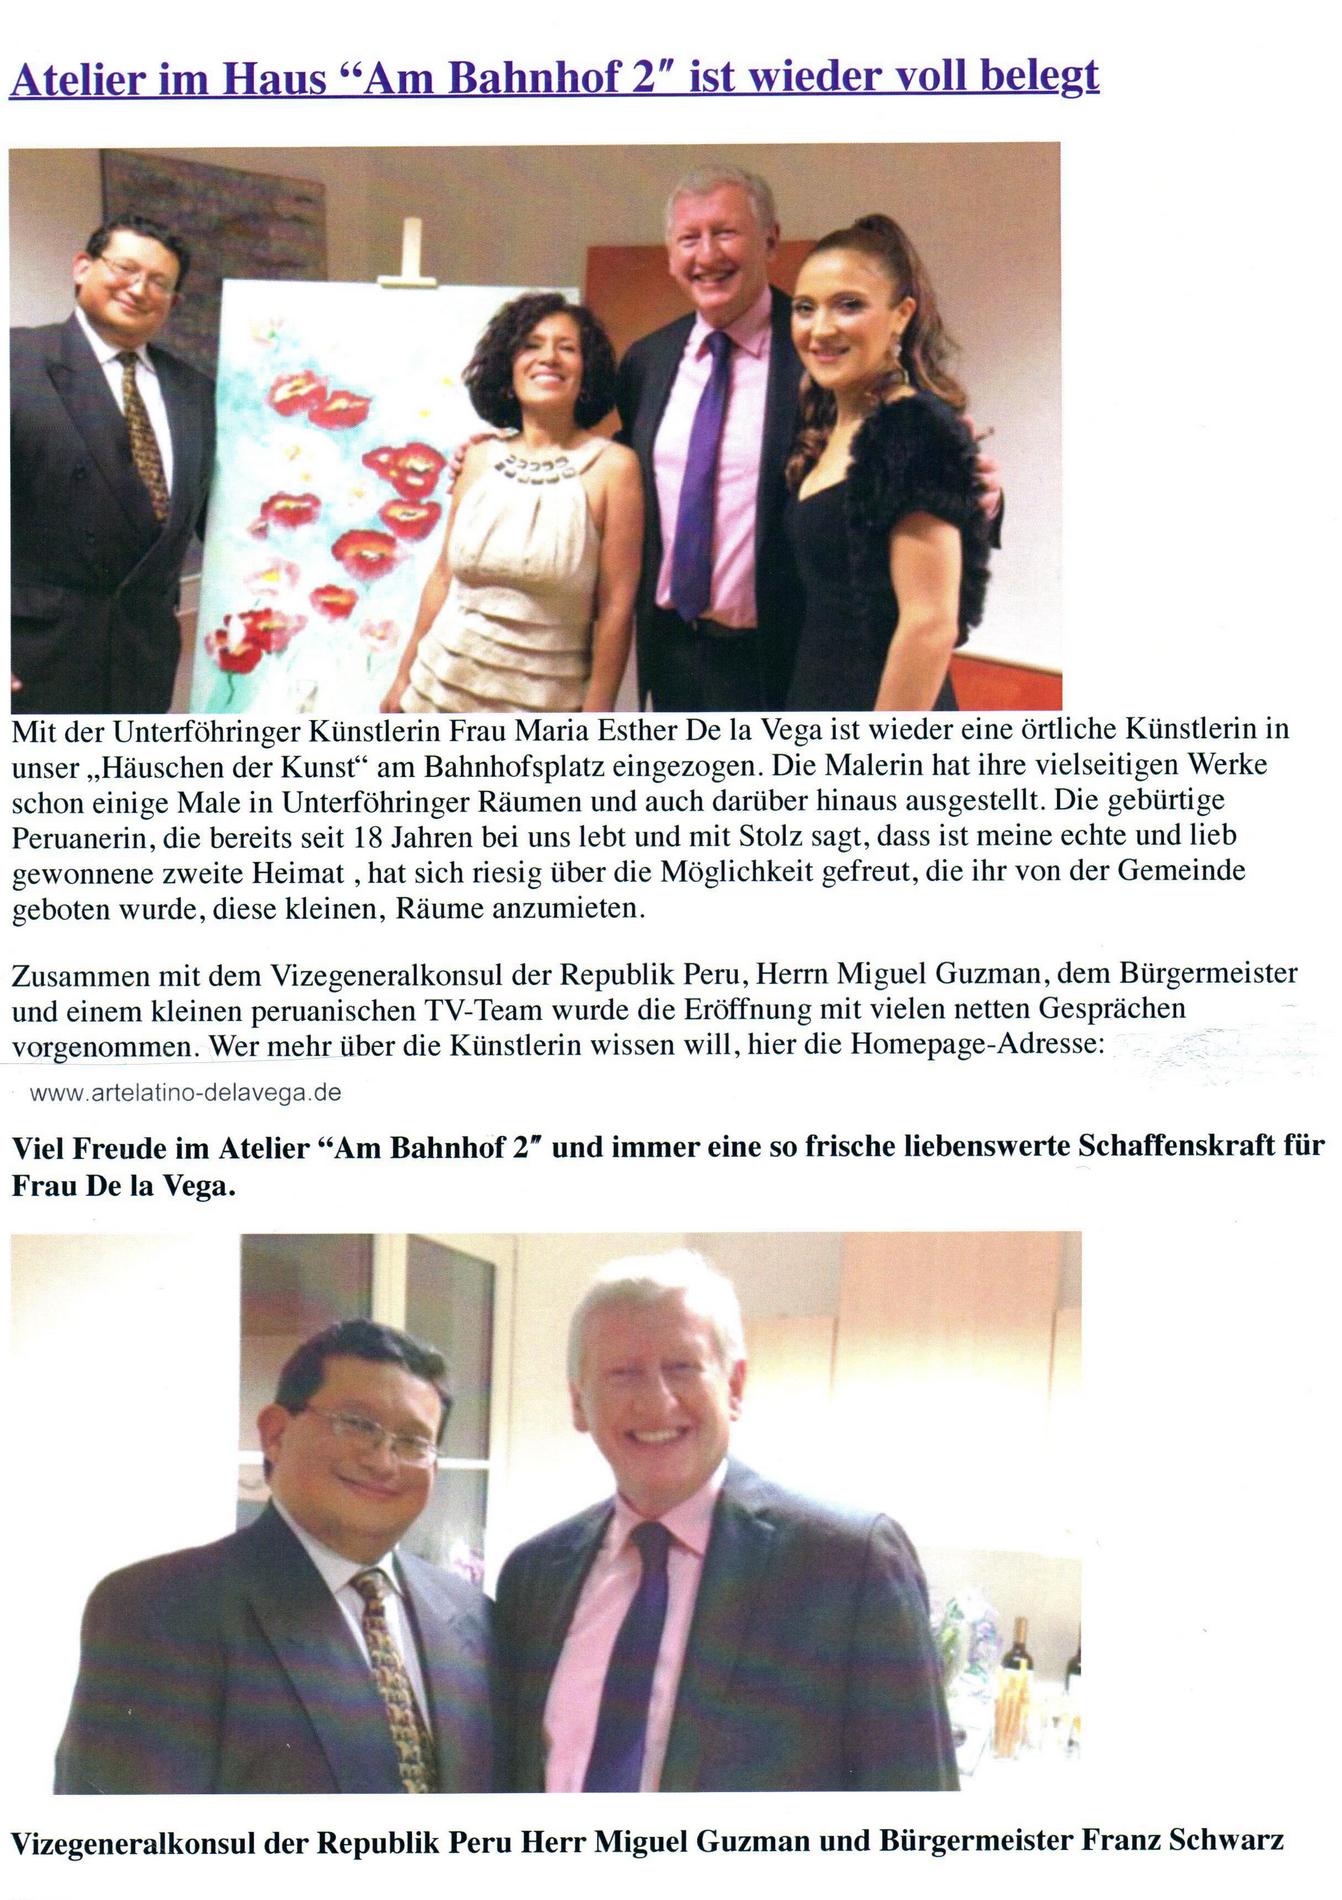 Atelier im Haus “Am Bahnhof 2″ ist wieder voll belegt
Mit der Unterföhringer Künstlerin Frau Maria Esther De la Vega ist wieder eine örtliche Künstlerin in
unser „Häuschen der Kunst“ am Bahnhofsplatz eingezogen. Die Malerin hat ihre vielseitigen Werke
schon einige Male in Unterföhringer Räumen und auch darüber hinaus ausgestellt. Die gebürtige
Peruanerin, die bereits seit 18 Jahren bei uns lebt und mit Stolz sagt, dass ist meine echte und lieb
gewonnene zweite Heimat , hat sich riesig über die Möglichkeit gefreut, die ihr von der Gemeinde
geboten wurde, diese kleinen, Räume anzumieten.
Zusammen mit dem Vizegeneralkonsul der Republik Peru, Herrn Miguel Guzman, dem Bürgermeister
und einem kleinen peruanischen TV-Team wurde die Eröffnung mit vielen netten Gesprächen
vorgenommen. Wer mehr über die Künstlerin wissen will, hier die Homepage-Adresse:
www.artelatino-delavega.de
Viel Freude im Atelier “Am Bahnhof 2″ und immer eine so frische liebenswerte Schaffenskraft für
Frau De la Vega.
Vizegeneralkonsul der Republik Peru Herr Miguel Guzman und Bürgermeister Franz Schwarz